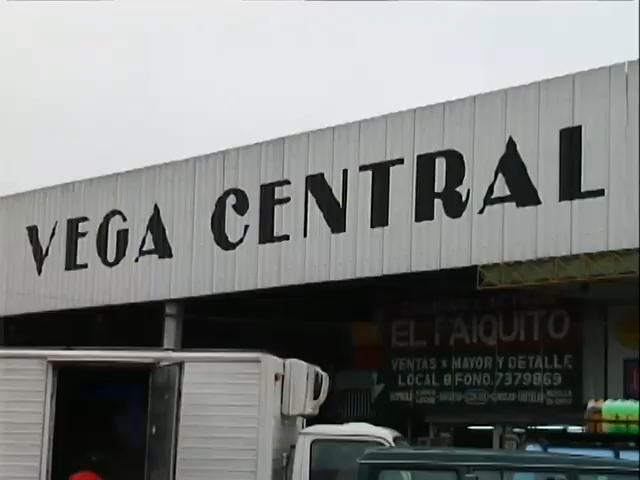 VEGA CENTRAL
EL PAIQUITO
VENTAS x MAYOR Y DETALLE
LOCAL 8 FONO. 7379869